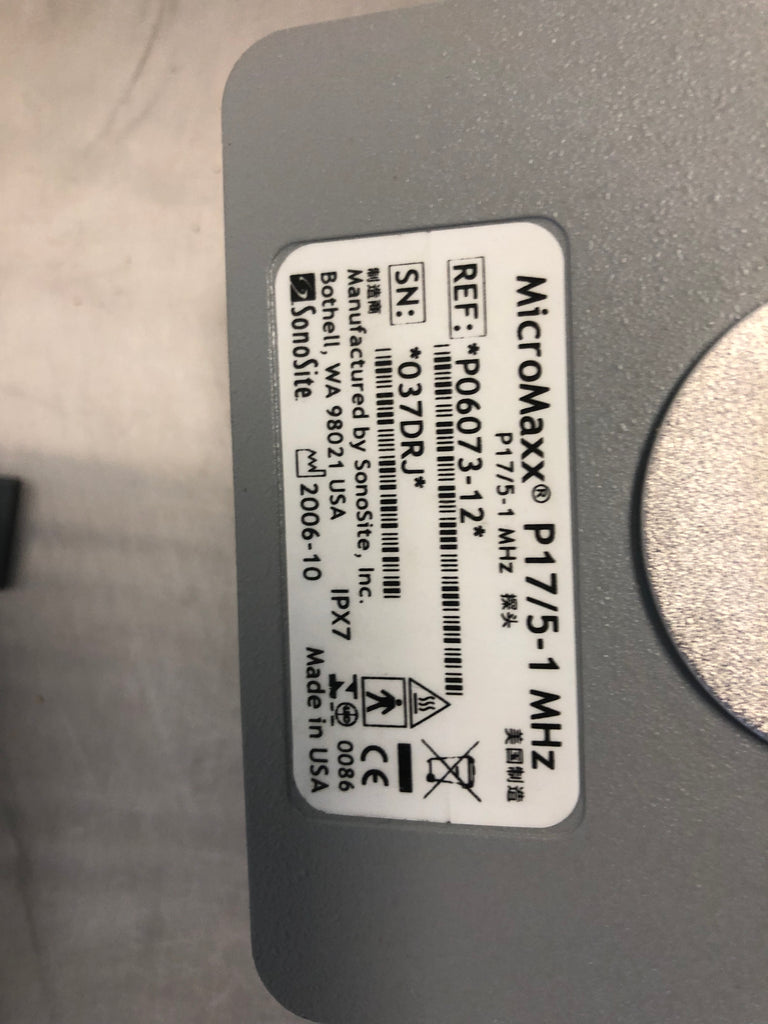 MicroMaxx® P17/5-1 MHz
P17/5-1 MHz 探头 美国制造
REF: *P06073-12*
SN: *037DRJ*
制造商
Manufactured by SonoSite, Inc.
Bothell, WA 98021 USA IPX7
SonoSite 2006-10 Made in USA
CE
0086